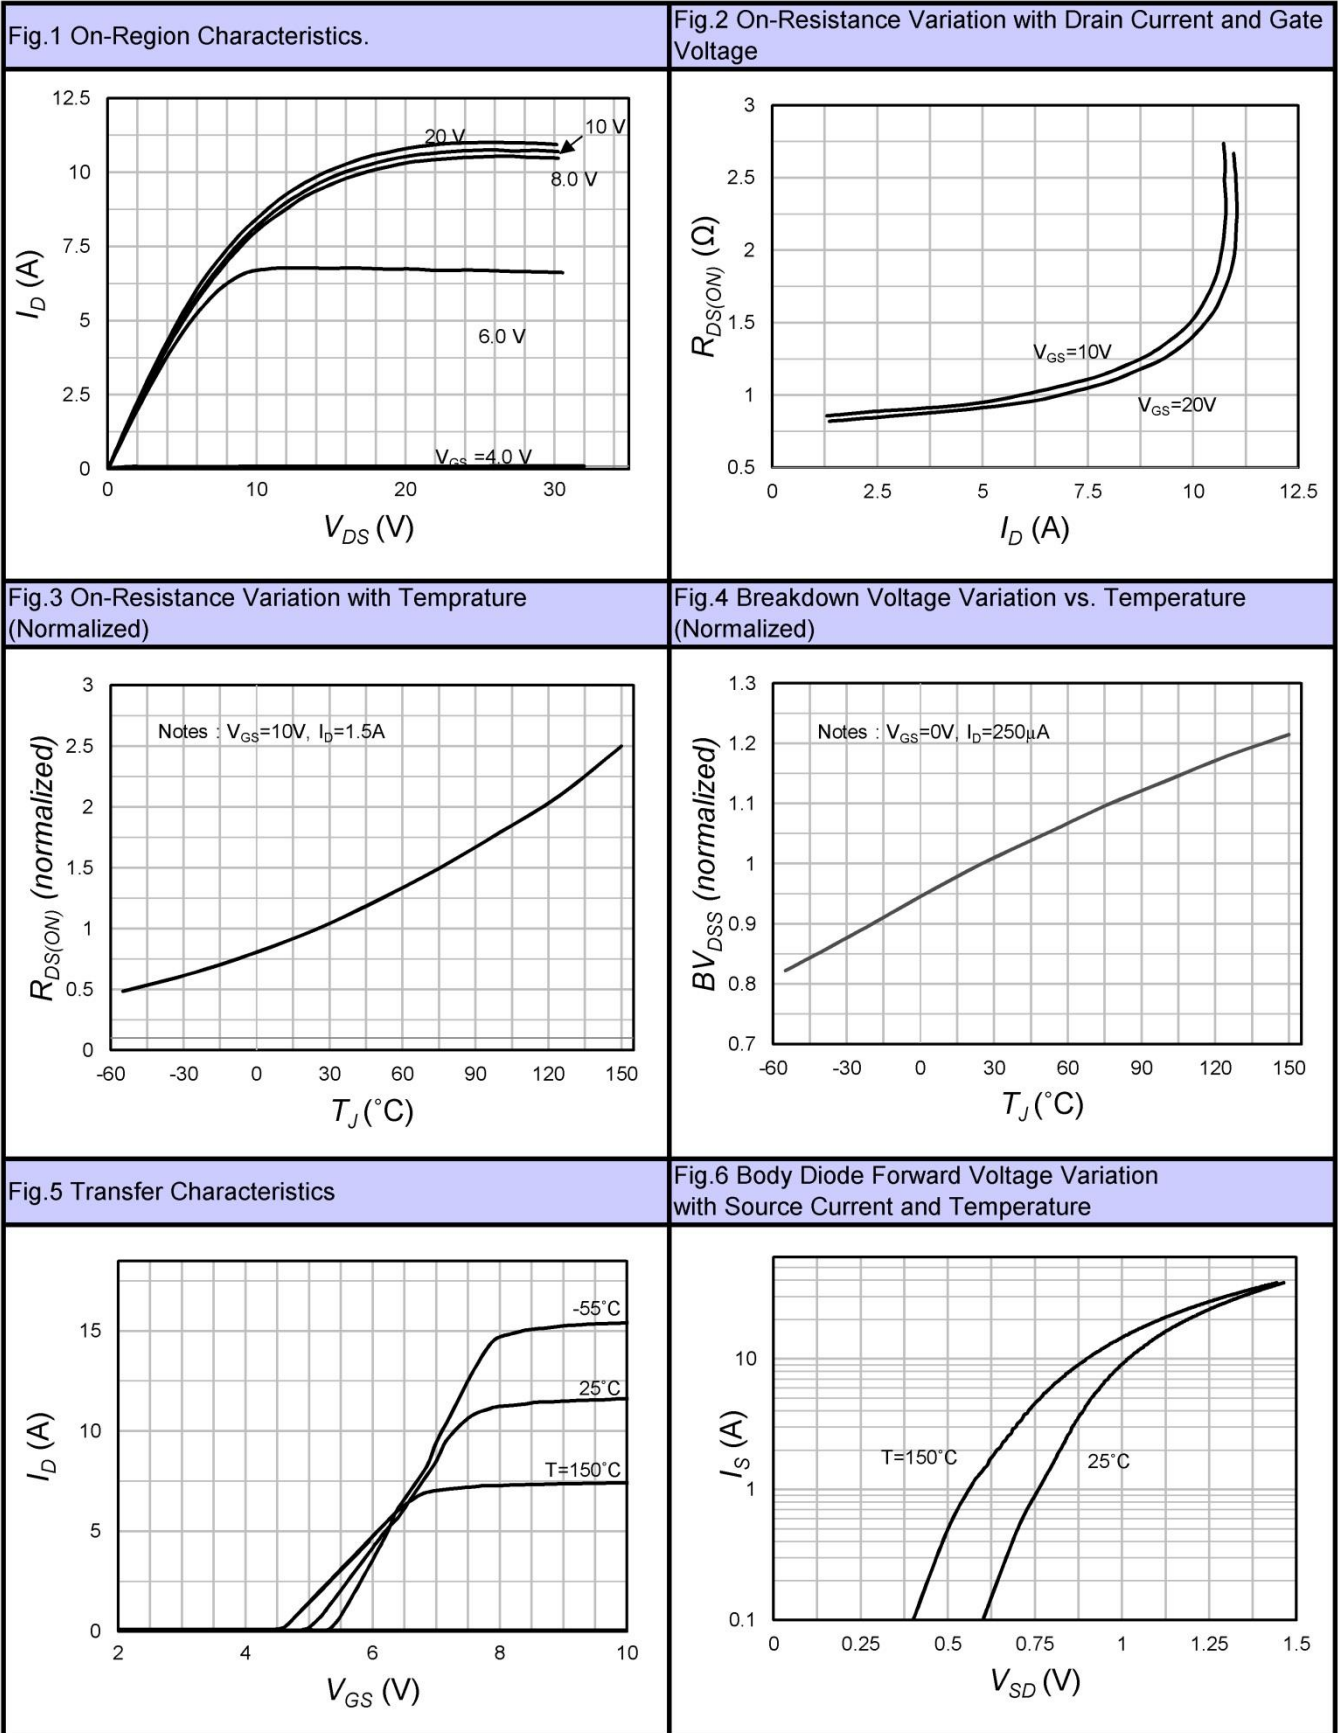 Fig.1 On-Region Characteristics.
Fig.2 On-Resistance Variation with Drain Current and Gate
Voltage
12.5
10
7.5
5
2.5
0
I_D (A)
20 V
10 V
8.0 V
6.0 V
V_GS =4.0 V
0 10 20 30
V_DS (V)
3
2.5
2
1.5
1
0.5
R_DS(ON) (Ω)
V_GS=10V
V_GS=20V
0 2.5 5 7.5 10 12.5
I_D (A)
Fig.3 On-Resistance Variation with Temprature
(Normalized)
Fig.4 Breakdown Voltage Variation vs. Temperature
(Normalized)
3
2.5
2
1.5
1
0.5
0
R_DS(ON) (normalized)
Notes : V_GS=10V, I_D=1.5A
-60 -30 0 30 60 90 120 150
T_J (˚C)
1.3
1.2
1.1
1
0.9
0.8
0.7
BV_DSS (normalized)
Notes : V_GS=0V, I_D=250μA
-60 -30 0 30 60 90 120 150
T_J (˚C)
Fig.5 Transfer Characteristics
Fig.6 Body Diode Forward Voltage Variation
with Source Current and Temperature
15
10
5
0
I_D (A)
-55˚C
25˚C
T=150˚C
2 4 6 8 10
V_GS (V)
10
1
0.1
I_S (A)
T=150˚C
25˚C
0 0.25 0.5 0.75 1 1.25 1.5
V_SD (V)